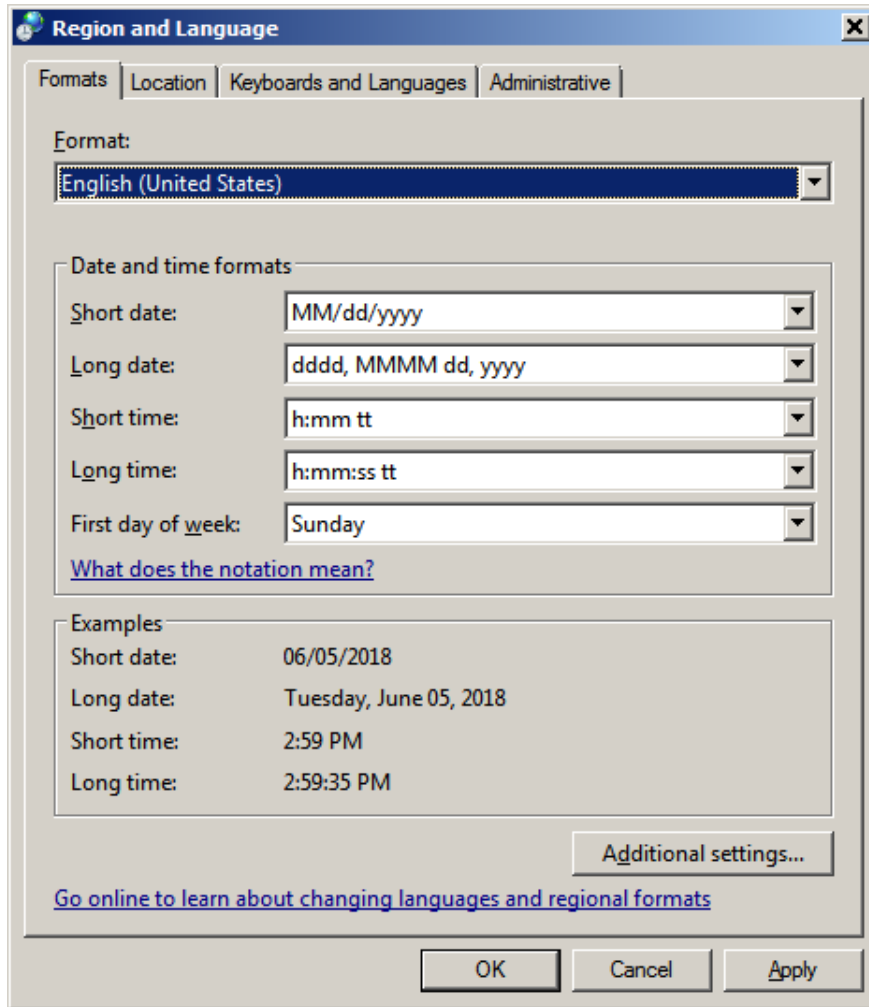 Region and Language
Formats Location Keyboards and Languages Administrative
Format:
English (United States)
Date and time formats
Short date: MM/dd/yyyy
Long date: dddd, MMMM dd, yyyy
Short time: h:mm tt
Long time: h:mm:ss tt
First day of week: Sunday
What does the notation mean?
Examples
Short date: 06/05/2018
Long date: Tuesday, June 05, 2018
Short time: 2:59 PM
Long time: 2:59:35 PM
Additional settings...
Go online to learn about changing languages and regional formats
OK Cancel Apply